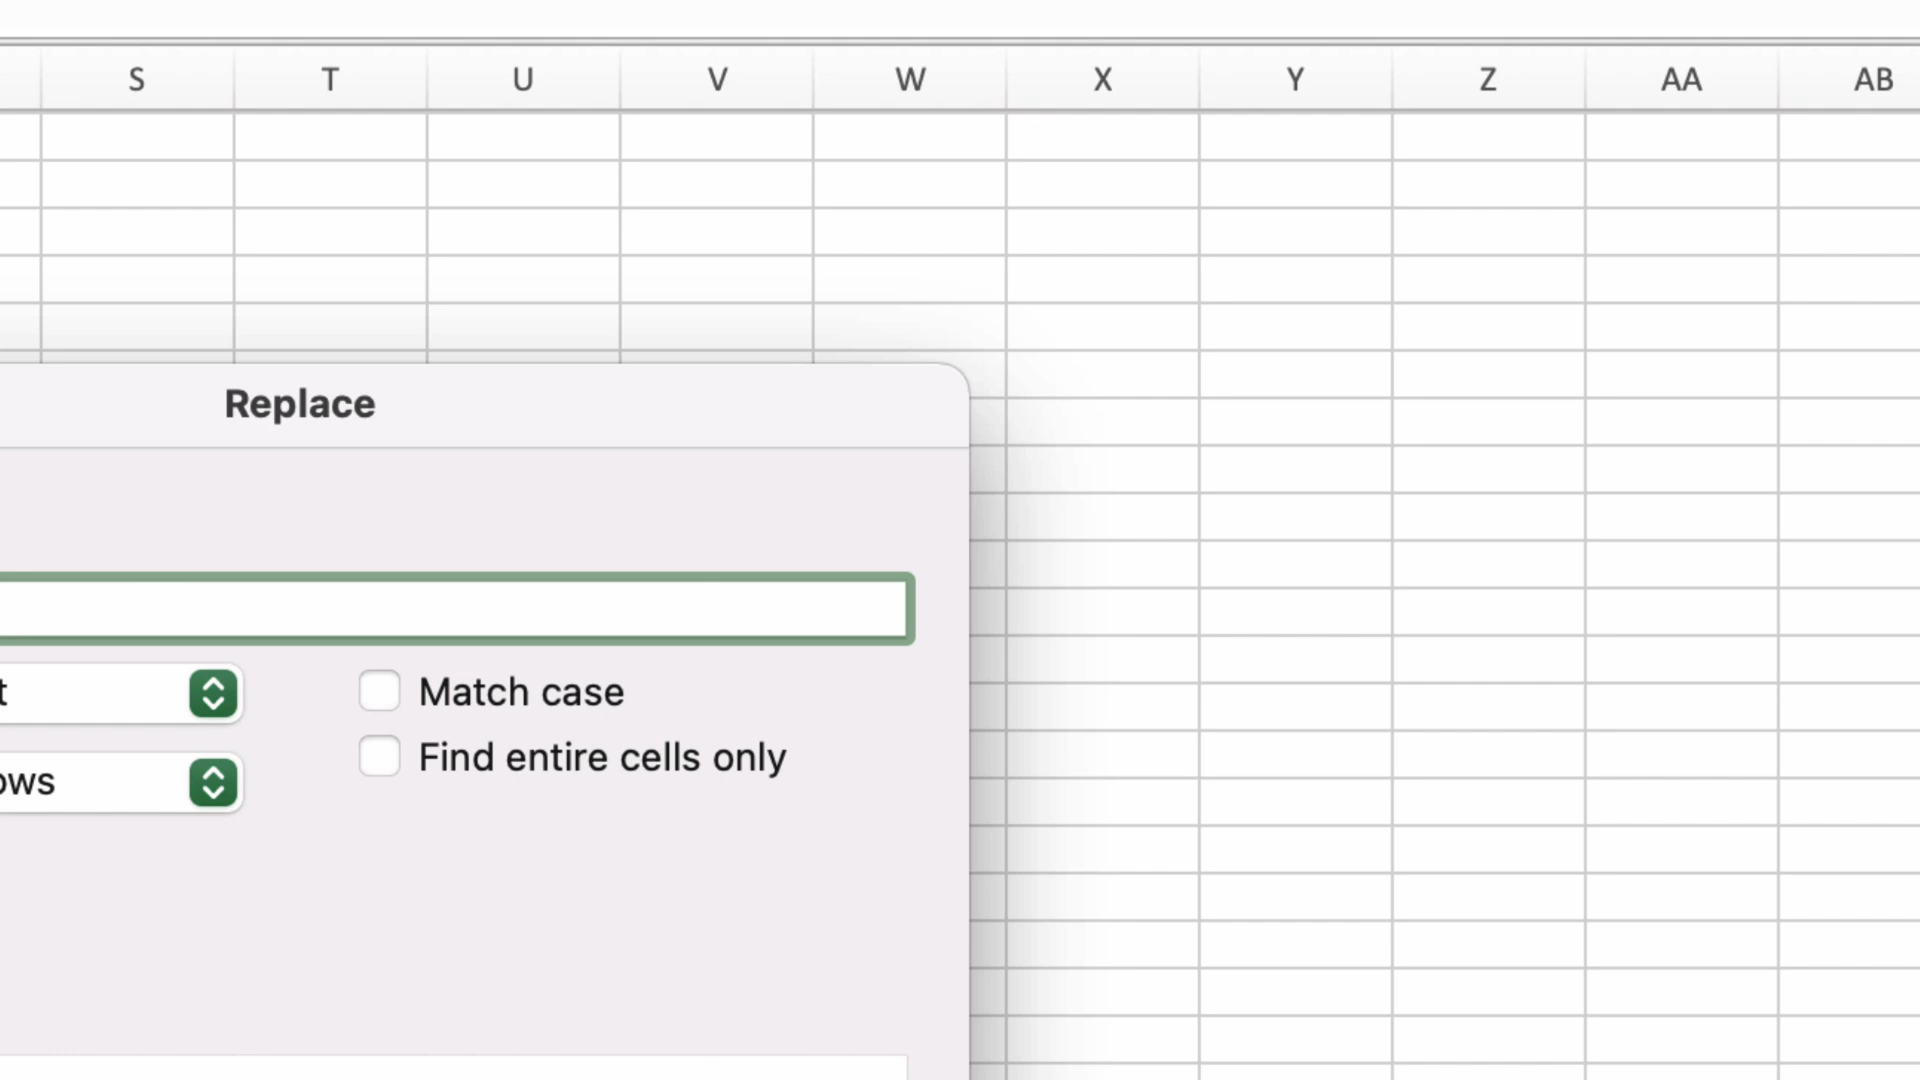 S T U V W X Y Z AA AB
Replace
t
Match case
Find entire cells only
ows